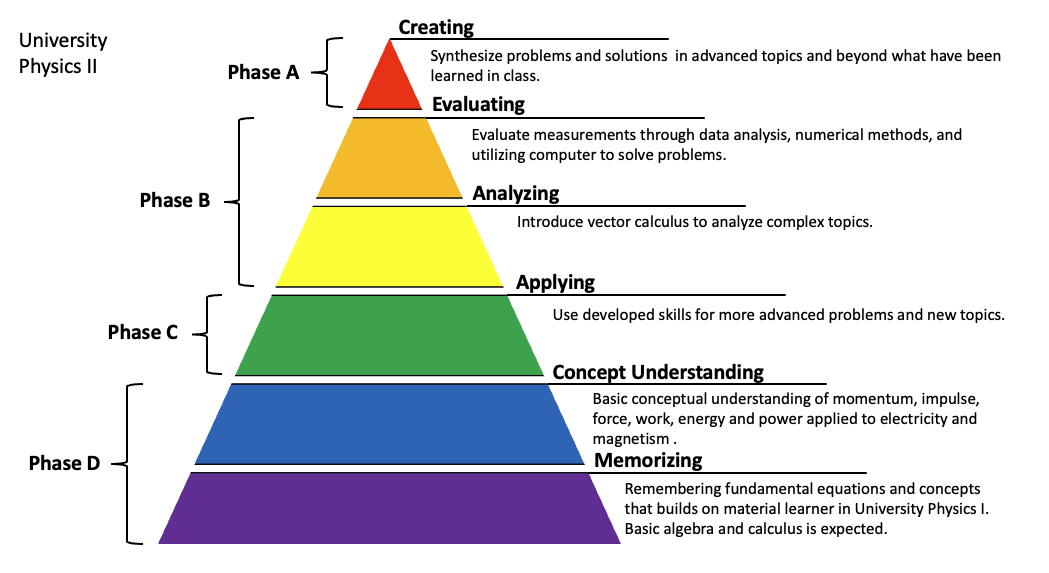 University
Physics II
Creating
Synthesize problems and solutions in advanced topics and beyond what have been
learned in class.
Phase A
Evaluating
Evaluate measurements through data analysis, numerical methods, and
utilizing computer to solve problems.
Phase B
Analyzing
Introduce vector calculus to analyze complex topics.
Applying
Use developed skills for more advanced problems and new topics.
Phase C
Concept Understanding
Basic conceptual understanding of momentum, impulse,
force, work, energy and power applied to electricity and
magnetism .
Phase D
Memorizing
Remembering fundamental equations and concepts
that builds on material learner in University Physics I.
Basic algebra and calculus is expected.